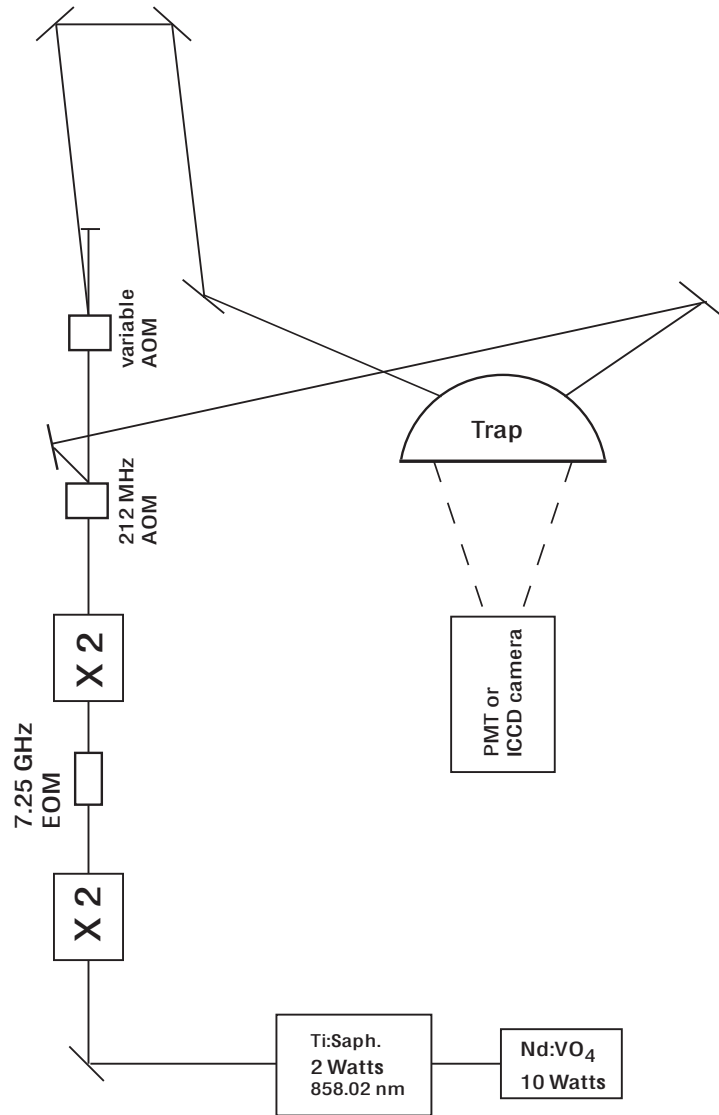 variable
AOM
Trap
212 MHz
AOM
X 2
PMT or
ICCD camera
7.25 GHz
EOM
X 2
Ti:Saph.
2 Watts
858.02 nm
Nd:VO4
10 Watts